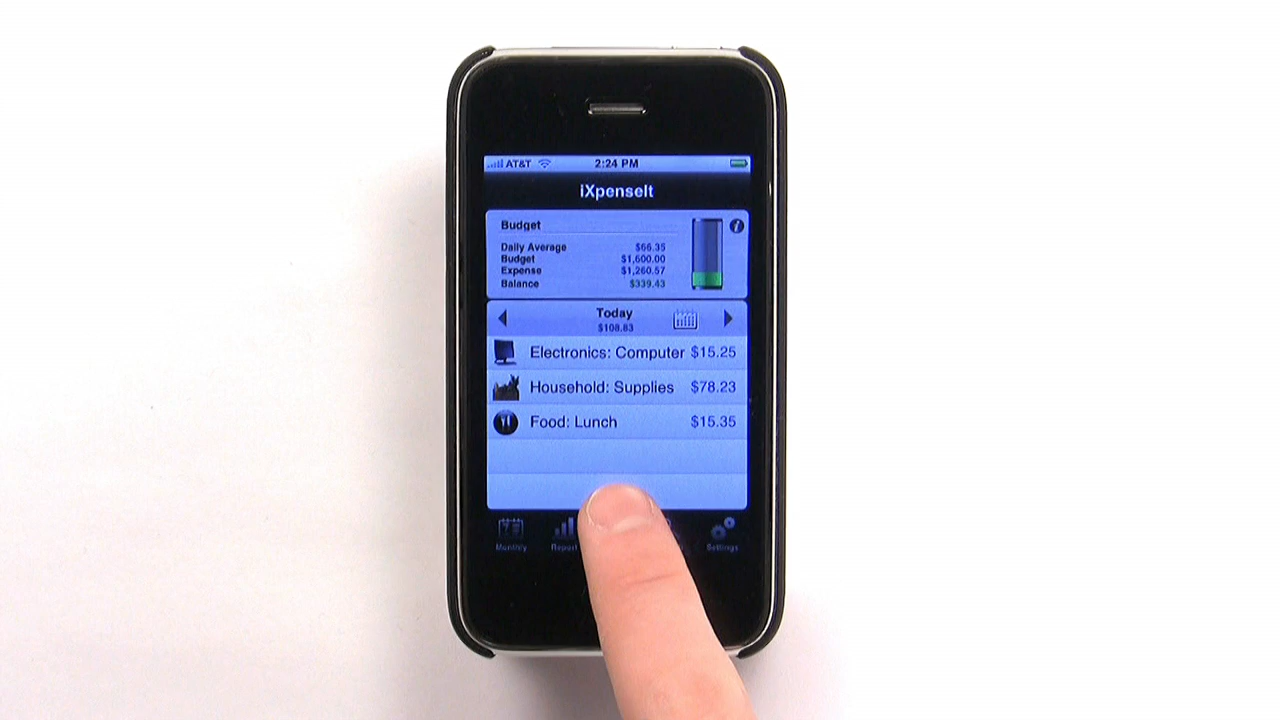 AT&T 2:24 PM
iXpenseIt
Budget
Daily Average $66.35
Budget $1,600.00
Expense $1,260.57
Balance $339.43
Today
$108.83
Electronics: Computer $15.25
Household: Supplies $78.23
Food: Lunch $15.35
Monthly Report Settings